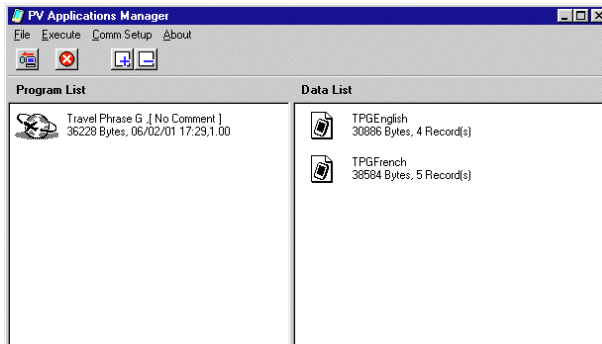 PV Applications Manager
File Execute Comm Setup About
Program List
Data List
Travel Phrase G ,[ No Comment ]
36228 Bytes, 06/02/01 17:29,1.00
TPGEnglish
30886 Bytes, 4 Record(s)
TPGFrench
38584 Bytes, 5 Record(s)